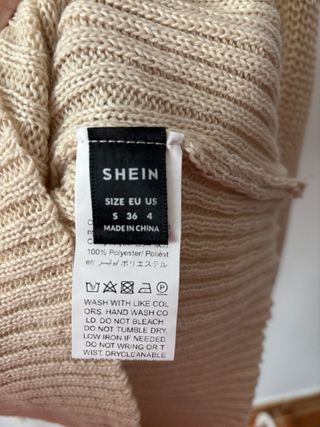 SHEIN
SIZE EU US
S 36 4
MADE IN CHINA
100% Polyester/Poliést
er/بوليستر/ポリエステル
WASH WITH LIKE COL
ORS. HAND WASH CO
LD. DO NOT BLEACH
DO NOT TUMBLE DRY.
LOW IRON IF NEEDED.
DO NOT WRING OR T
WIST. DRYCLEANABLE